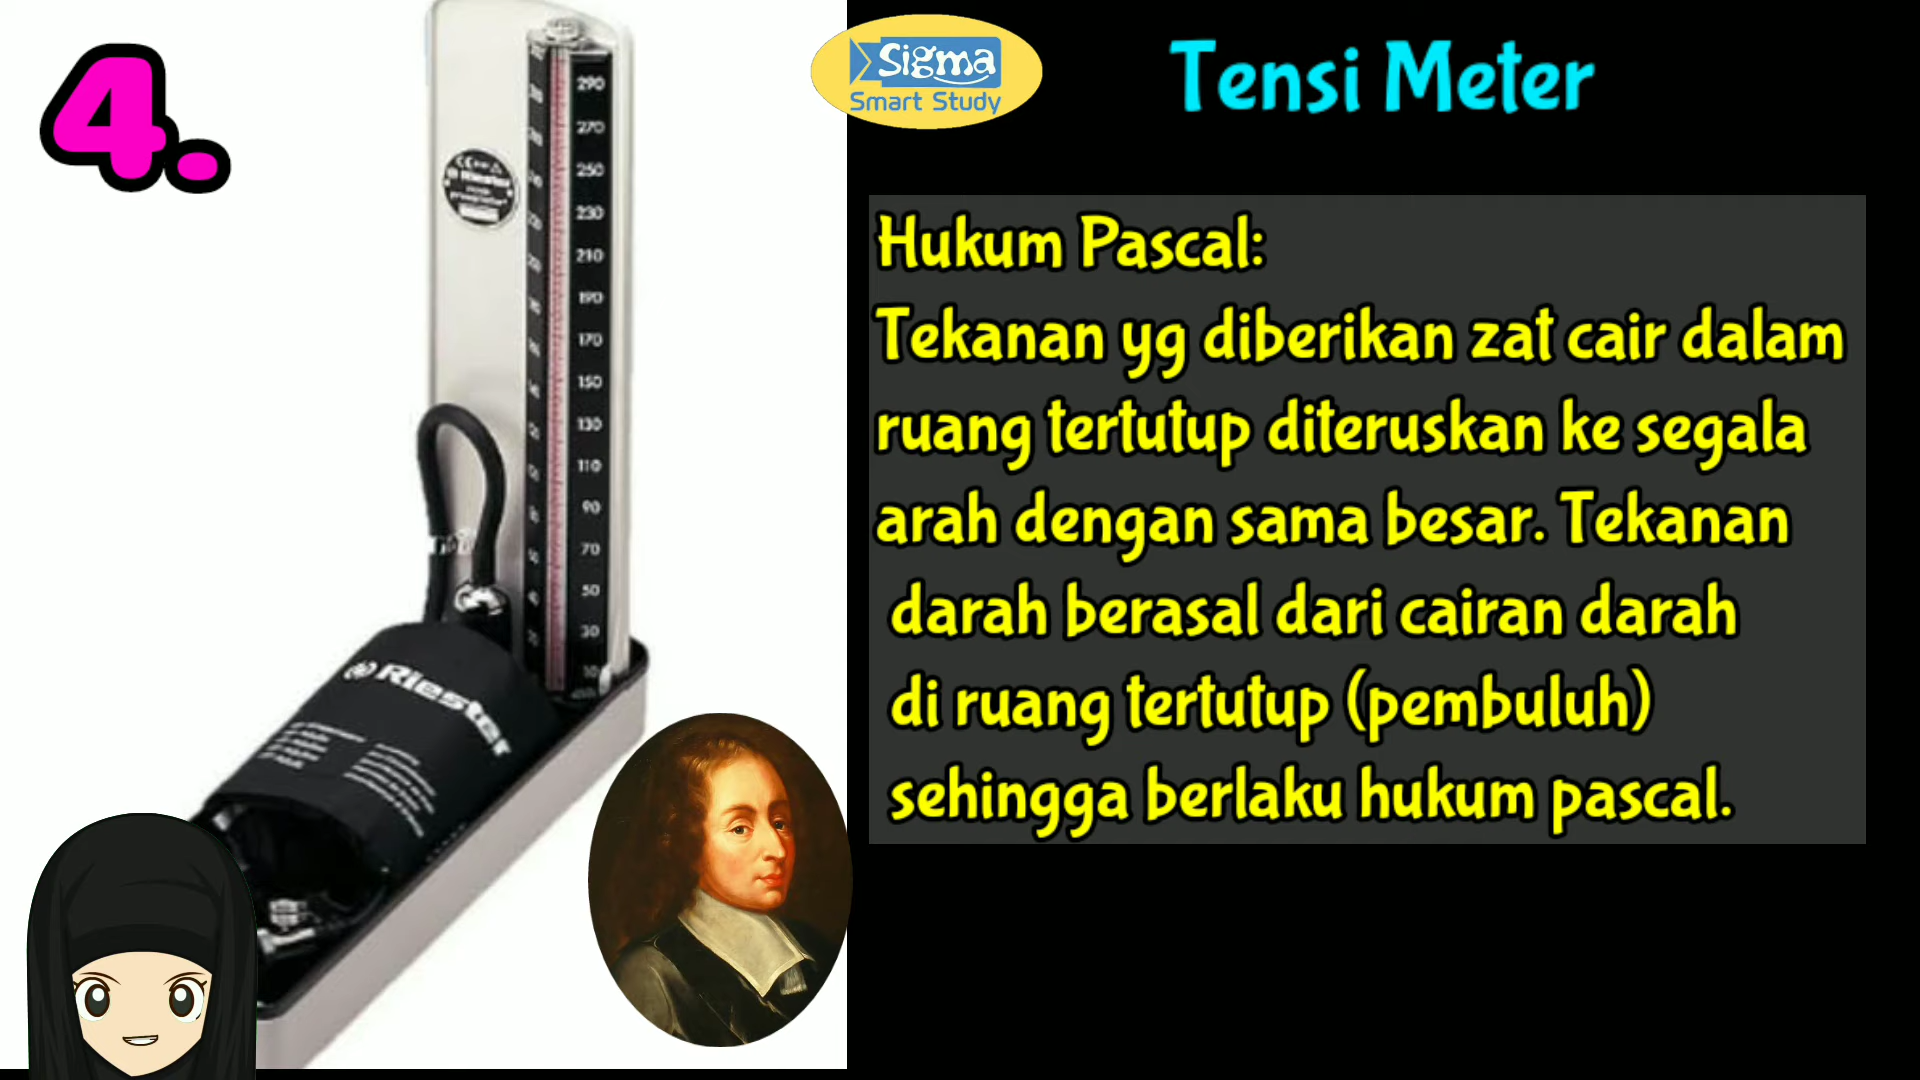 4.
Sigma
Smart Study
Tensi Meter
Hukum Pascal:
Tekanan yg diberikan zat cair dalam
ruang tertutup diteruskan ke segala
arah dengan sama besar. Tekanan
darah berasal dari cairan darah
di ruang tertutup (pembuluh)
sehingga berlaku hukum pascal.
290
270
250
230
210
190
170
150
130
110
90
70
50
30
10
Riester
Riester